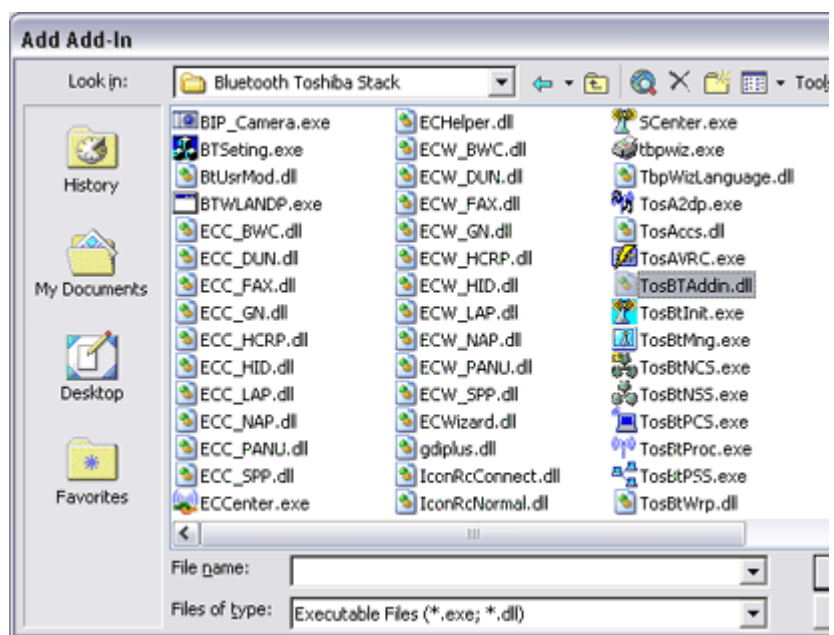 Add Add-In
Look in:
Bluetooth Toshiba Stack
Tools
History
My Documents
Desktop
Favorites
BIP_Camera.exe
BTSeting.exe
BtUsrMod.dll
BTWLANDP.exe
ECC_BWC.dll
ECC_DUN.dll
ECC_FAX.dll
ECC_GN.dll
ECC_HCRP.dll
ECC_HID.dll
ECC_LAP.dll
ECC_NAP.dll
ECC_PANU.dll
ECC_SPP.dll
ECCenter.exe
ECHelper.dll
ECW_BWC.dll
ECW_DUN.dll
ECW_FAX.dll
ECW_GN.dll
ECW_HCRP.dll
ECW_HID.dll
ECW_LAP.dll
ECW_NAP.dll
ECW_PANU.dll
ECW_SPP.dll
ECWizard.dll
gdiplus.dll
IconRcConnect.dll
IconRcNormal.dll
SCenter.exe
tbpwiz.exe
TbpWizLanguage.dll
TosA2dp.exe
TosAccs.dll
TosAVRC.exe
TosBTAddin.dll
TosBtInit.exe
TosBtMng.exe
TosBtNCS.exe
TosBtNSS.exe
TosBtPCS.exe
TosBtProc.exe
TosBtPSS.exe
TosBtWrp.dll
File name:
Files of type:
Executable Files (*.exe; *.dll)